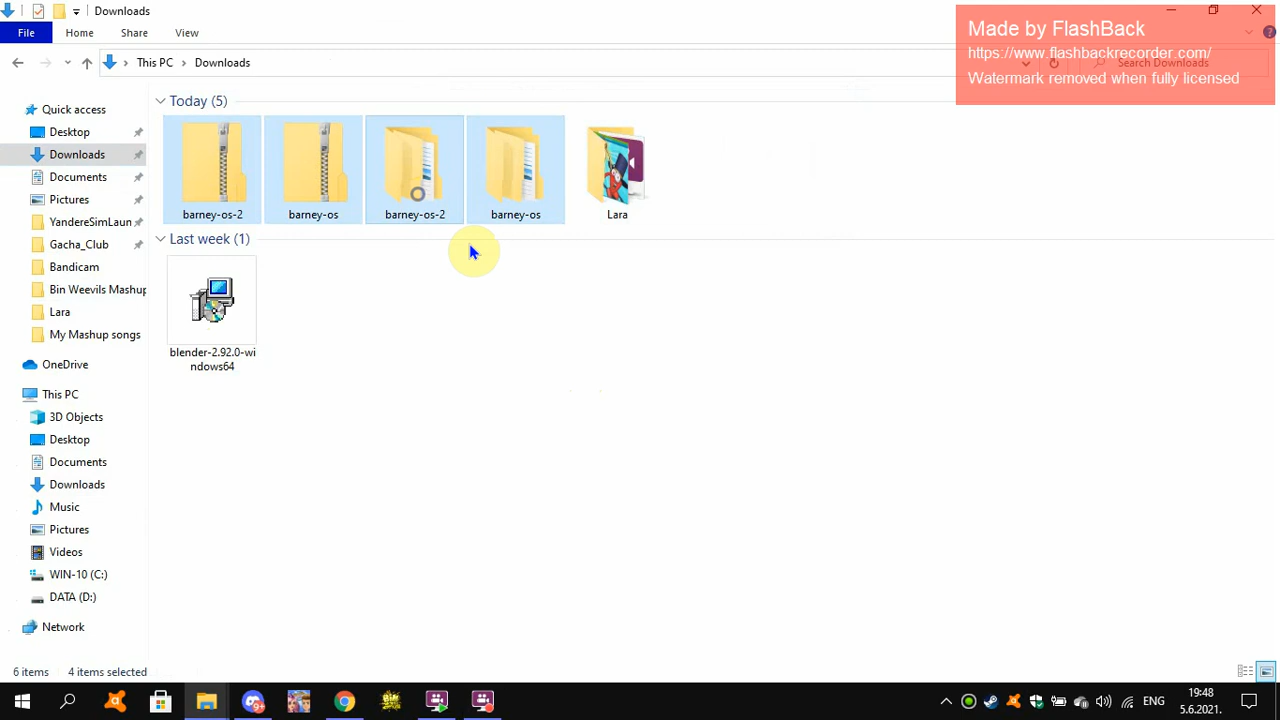 Downloads
File
Home
Share
View
Made by FlashBack
https://www.flashbackrecorder.com/
Watermark removed when fully licensed
This PC
Downloads
Search Downloads
Quick access
Desktop
Downloads
Documents
Pictures
YandereSimLaun
Gacha_Club
Bandicam
Bin Weevils Mashup
Lara
My Mashup songs
OneDrive
This PC
3D Objects
Desktop
Documents
Downloads
Music
Pictures
Videos
WIN-10 (C:)
DATA (D:)
Network
Today (5)
barney-os-2
barney-os
barney-os-2
barney-os
Lara
Last week (1)
blender-2.92.0-wi
ndows64
6 items
4 items selected
ENG
19:48
5.6.2021.